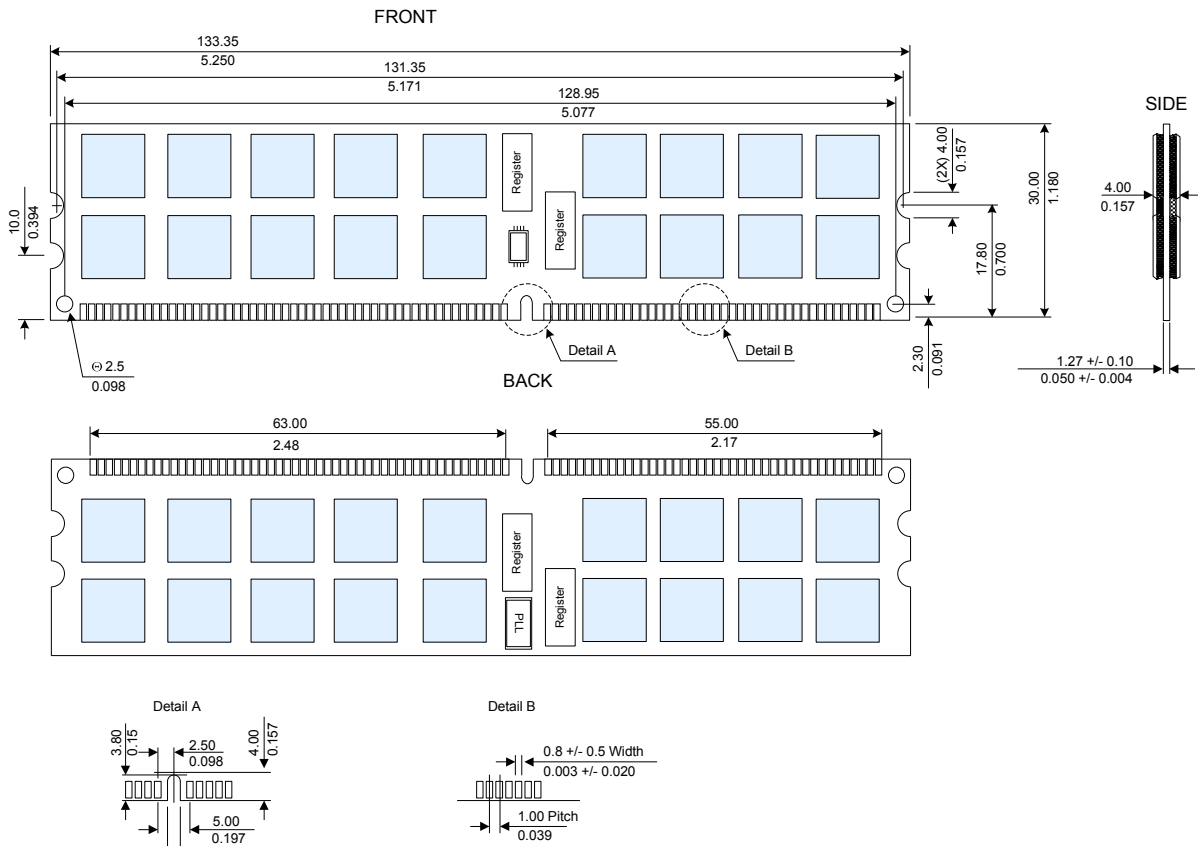 FRONT
133.35
5.250
131.35
5.171
128.95
5.077
SIDE
Register
Register
(2X) 4.00
0.157
30.00
1.180
17.80
0.700
10.0
0.394
4.00
0.157
2.30
0.091
Detail A
Detail B
Θ 2.5
0.098
1.27 +/- 0.10
0.050 +/- 0.004
BACK
63.00
2.48
55.00
2.17
Register
Register
PLL
Detail A
3.80
0.15
2.50
0.098
4.00
0.157
5.00
0.197
Detail B
0.8 +/- 0.5 Width
0.003 +/- 0.020
1.00 Pitch
0.039